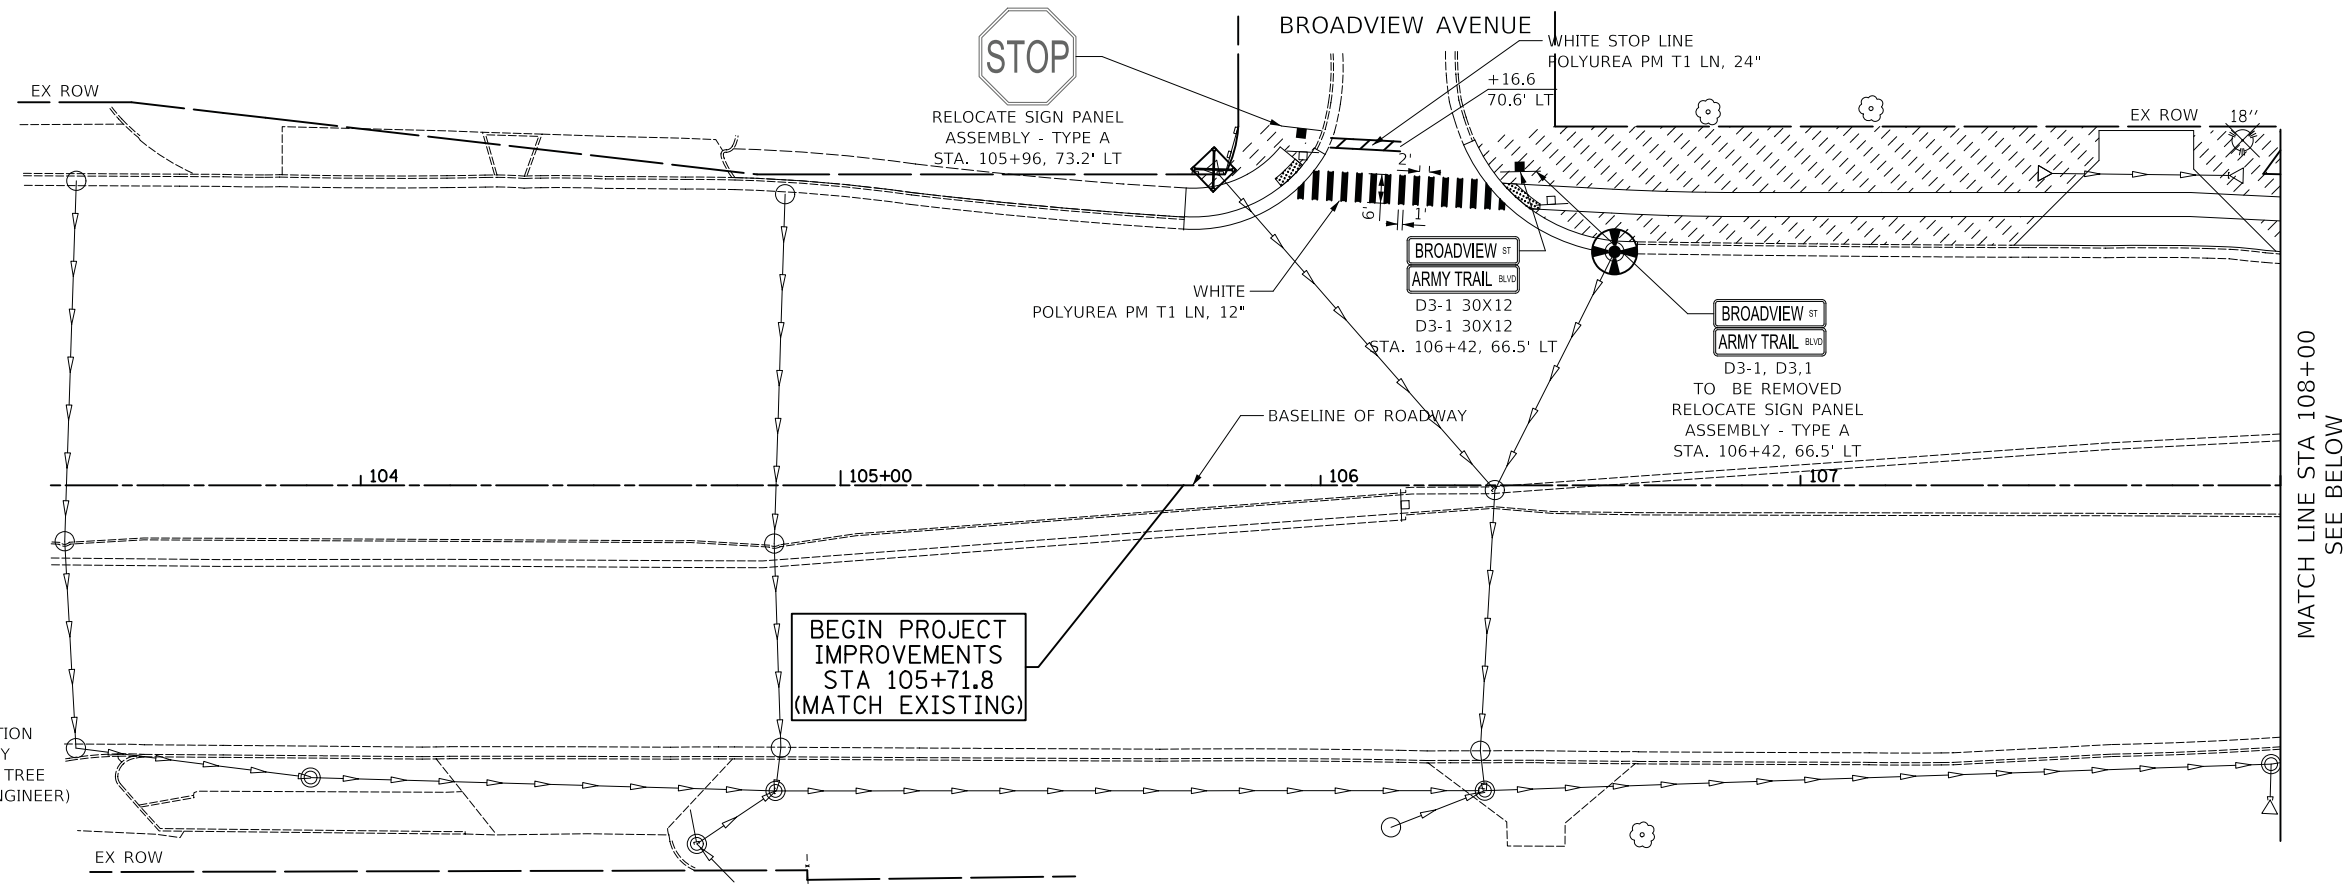 BROADVIEW AVENUE
STOP
RELOCATE SIGN PANEL
ASSEMBLY - TYPE A
STA. 105+96, 73.2' LT
WHITE STOP LINE
POLYUREA PM T1 LN, 24"
+16.6
70.6' LT
EX ROW
EX ROW
18"
2'
6'
1'
WHITE
POLYUREA PM T1 LN, 12"
BROADVIEW ST
ARMY TRAIL BLVD
D3-1 30X12
D3-1 30X12
STA. 106+42, 66.5' LT
BROADVIEW ST
ARMY TRAIL BLVD
D3-1, D3,1
TO BE REMOVED
RELOCATE SIGN PANEL
ASSEMBLY - TYPE A
STA. 106+42, 66.5' LT
BASELINE OF ROADWAY
104
105+00
106
107
MATCH LINE STA 108+00
SEE BELOW
BEGIN PROJECT
IMPROVEMENTS
STA 105+71.8
(MATCH EXISTING)
TION
Y
TREE
NGINEER)
EX ROW